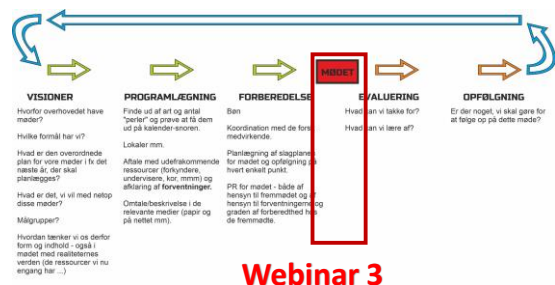 MØDET
VISIONER
Hvorfor overhovedet have
møder?
Hvilke formål har vi?
Hvad er den overordnede
plan for vore møder i fx det
næste år, der skal
planlægges?
Hvad er det, vi vil med netop
disse møder?
Målgrupper?
Hvordan tænker vi os derfor
form og indhold - også i
mødet med realiteternes
verden (de ressourcer vi nu
engang har ...)
PROGRAMLÆGNING
Finde ud af art og antal
"perler" og prøve at få dem
ud på kalender-snoren.
Lokaler mm.
Aftale med udefrakommende
ressourcer (forkyndere,
undervisere, kor, mmm) og
afklaring af forventninger.
Omtale/beskrivelse i de
relevante medier (papir og
på nettet mm).
FORBEREDELSE
Bøn
Koordination med de
medvirkende.
Planlægning af slagplane
for mødet og opfølgning på
hvert enkelt punkt.
PR for mødet - både af
hensyn til fremmødet og af
hensyn til forventningerne og
graden af forberedthed hos
de fremmødte.
EVALUERING
Hvad kan vi takke for?
Hvad kan vi lære af?
OPFØLGNING
Er der noget, vi skal gøre for
at følge op på dette møde?
Webinar 3